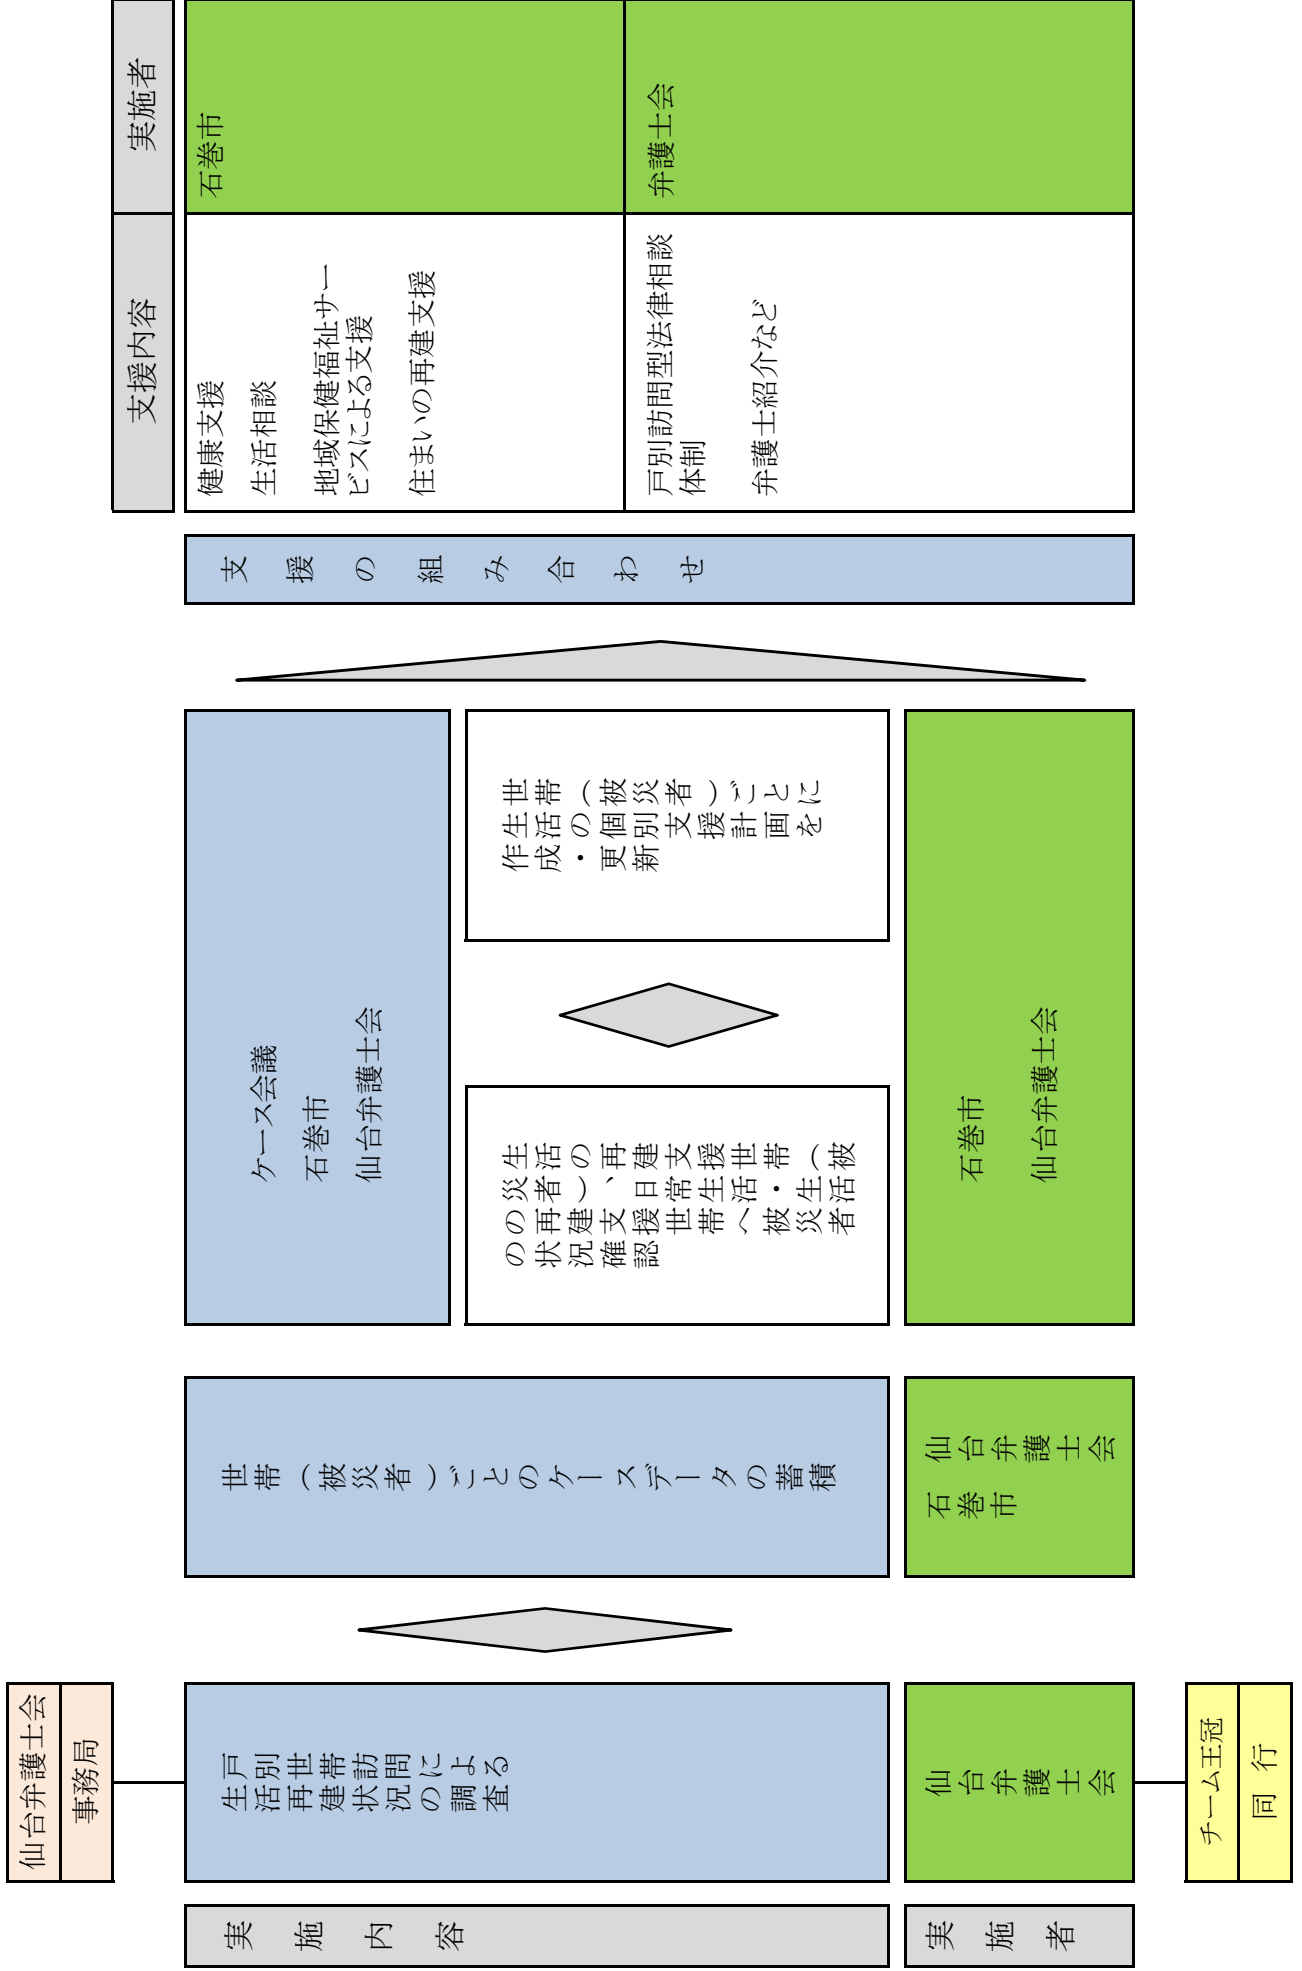 仙台弁護士会
事務局
支援内容
実施者
実施内容
戸別世帯訪問による
生活再建状況の調査
世帯（被災者）ごとのケースデータの蓄積
ケース会議
石巻市
仙台弁護士会
生活の再建支援世帯（被
災者）、日常生活・生活
の再建支援世帯へ被災者
の状況確認
世帯（被災者）ごとに
生活の個別支援計画を
作成・更新
支援の組み合わせ
健康支援
生活相談
地域保健福祉サー
ビスによる支援
住まいの再建支援
石巻市
戸別訪問型法律相談
体制
弁護士紹介など
弁護士会
実施者
仙台弁護士会
仙台弁護士会
石巻市
石巻市
仙台弁護士会
チーム王冠
同行